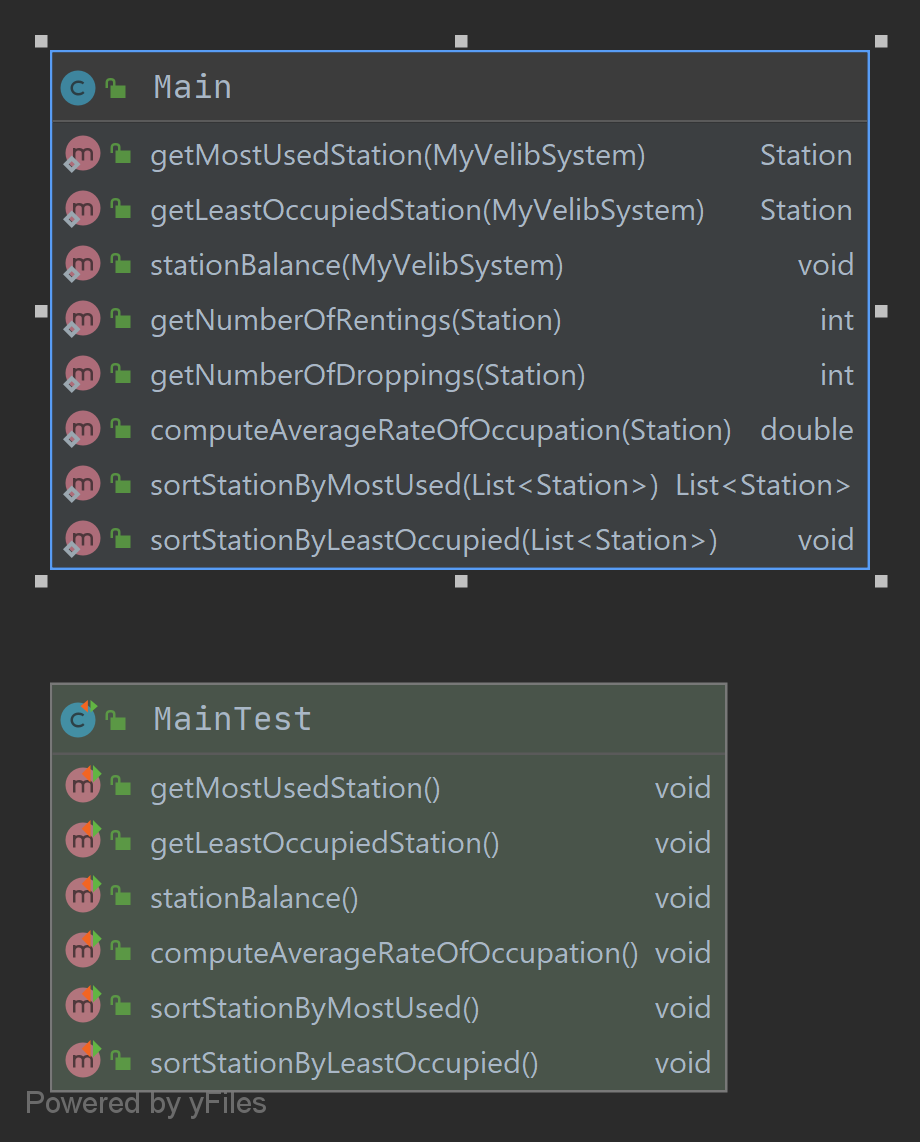 Main
getMostUsedStation(MyVelibSystem) Station
getLeastOccupiedStation(MyVelibSystem) Station
stationBalance(MyVelibSystem) void
getNumberOfRentings(Station) int
getNumberOfDroppings(Station) int
computeAverageRateOfOccupation(Station) double
sortStationByMostUsed(List<Station>) List<Station>
sortStationByLeastOccupied(List<Station>) void
MainTest
getMostUsedStation() void
getLeastOccupiedStation() void
stationBalance() void
computeAverageRateOfOccupation() void
sortStationByMostUsed() void
sortStationByLeastOccupied() void
Powered by yFiles